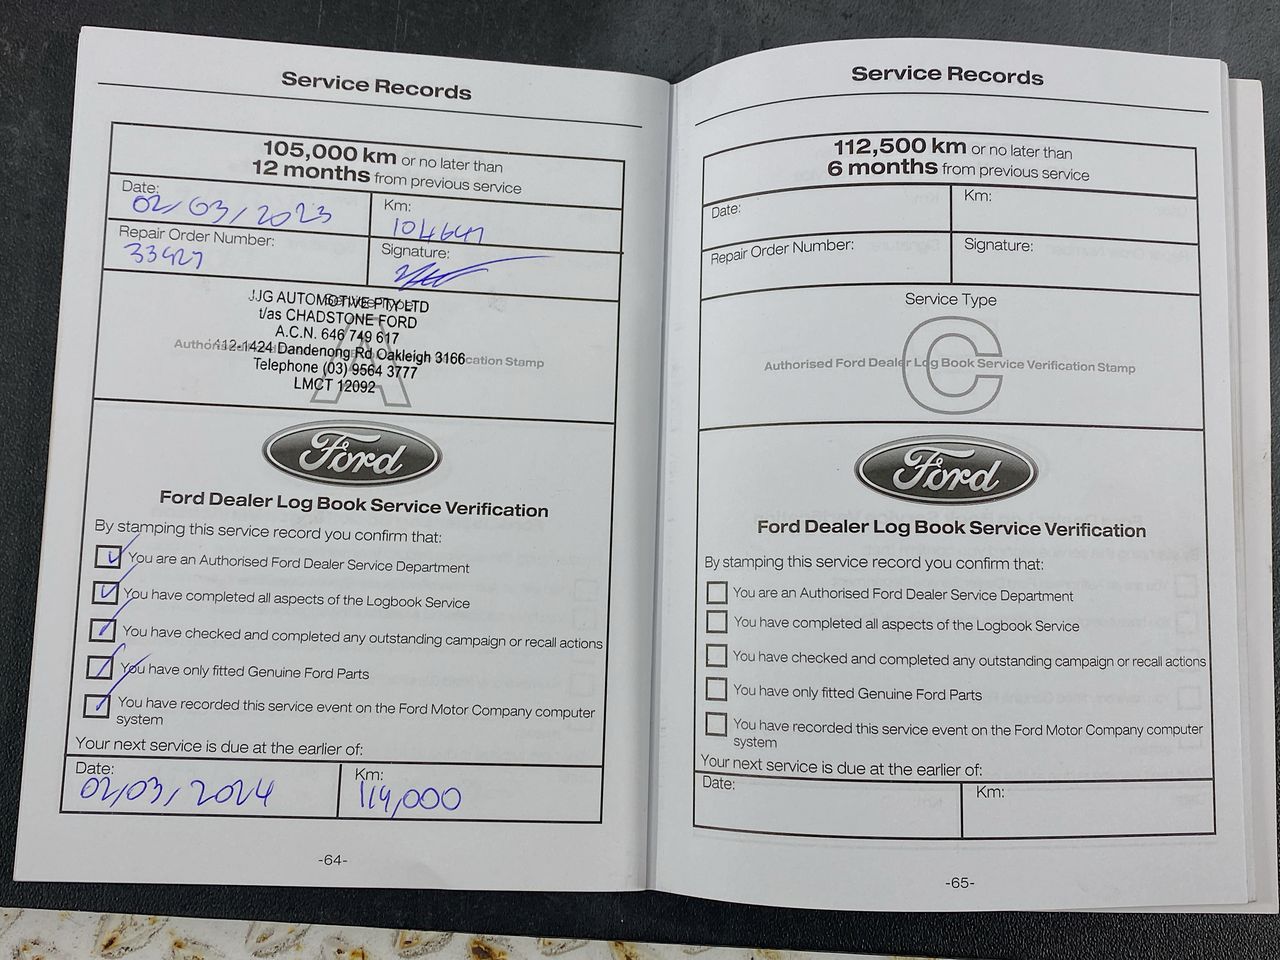 Service Records
105,000 km or no later than
12 months from previous service
Date:
02/03/2023
Km:
Repair Order Number:
33927
Signature:
Service Type
A
JJG AUTOMOTIVE PTY LTD
t/as CHADSTONE FORD
A.C.N. 646 749 617
1412-1424 Dandenong Rd Oakleigh 3166
Telephone (03) 9564 3777
LMCT 12092
Authorised cation Stamp
Ford
Ford Dealer Log Book Service Verification
By stamping this service record you confirm that:
You are an Authorised Ford Dealer Service Department
You have completed all aspects of the Logbook Service
You have checked and completed any outstanding campaign or recall actions
You have only fitted Genuine Ford Parts
You have recorded this service event on the Ford Motor Company computer
system
Your next service is due at the earlier of:
Date:
02/03/2024
Km:
114,000
-64-
Service Records
112,500 km or no later than
6 months from previous service
Date:
Km:
Repair Order Number:
Signature:
Service Type
C
Authorised Ford Dealer Log Book Service Verification Stamp
Ford
Ford Dealer Log Book Service Verification
By stamping this service record you confirm that:
You are an Authorised Ford Dealer Service Department
You have completed all aspects of the Logbook Service
You have checked and completed any outstanding campaign or recall actions
You have only fitted Genuine Ford Parts
You have recorded this service event on the Ford Motor Company computer
system
Your next service is due at the earlier of:
Date:
Km:
-65-